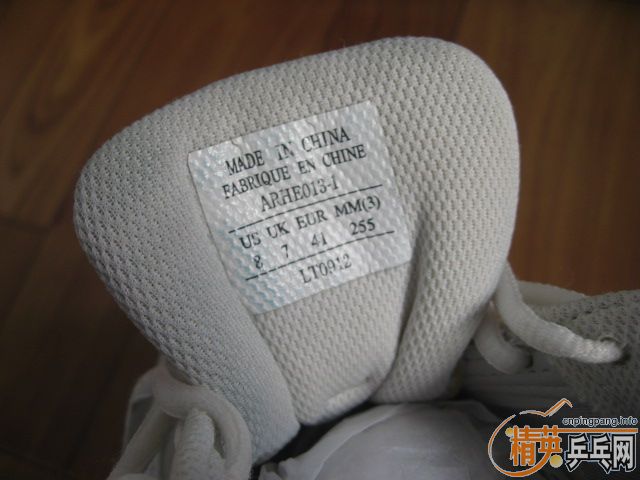 MADE IN CHINA
FABRIQUE EN CHINE
ARHE013-1
US UK EUR MM(3)
8 7 41 255
LT0912
cnpingpang.info
精英乒乓网